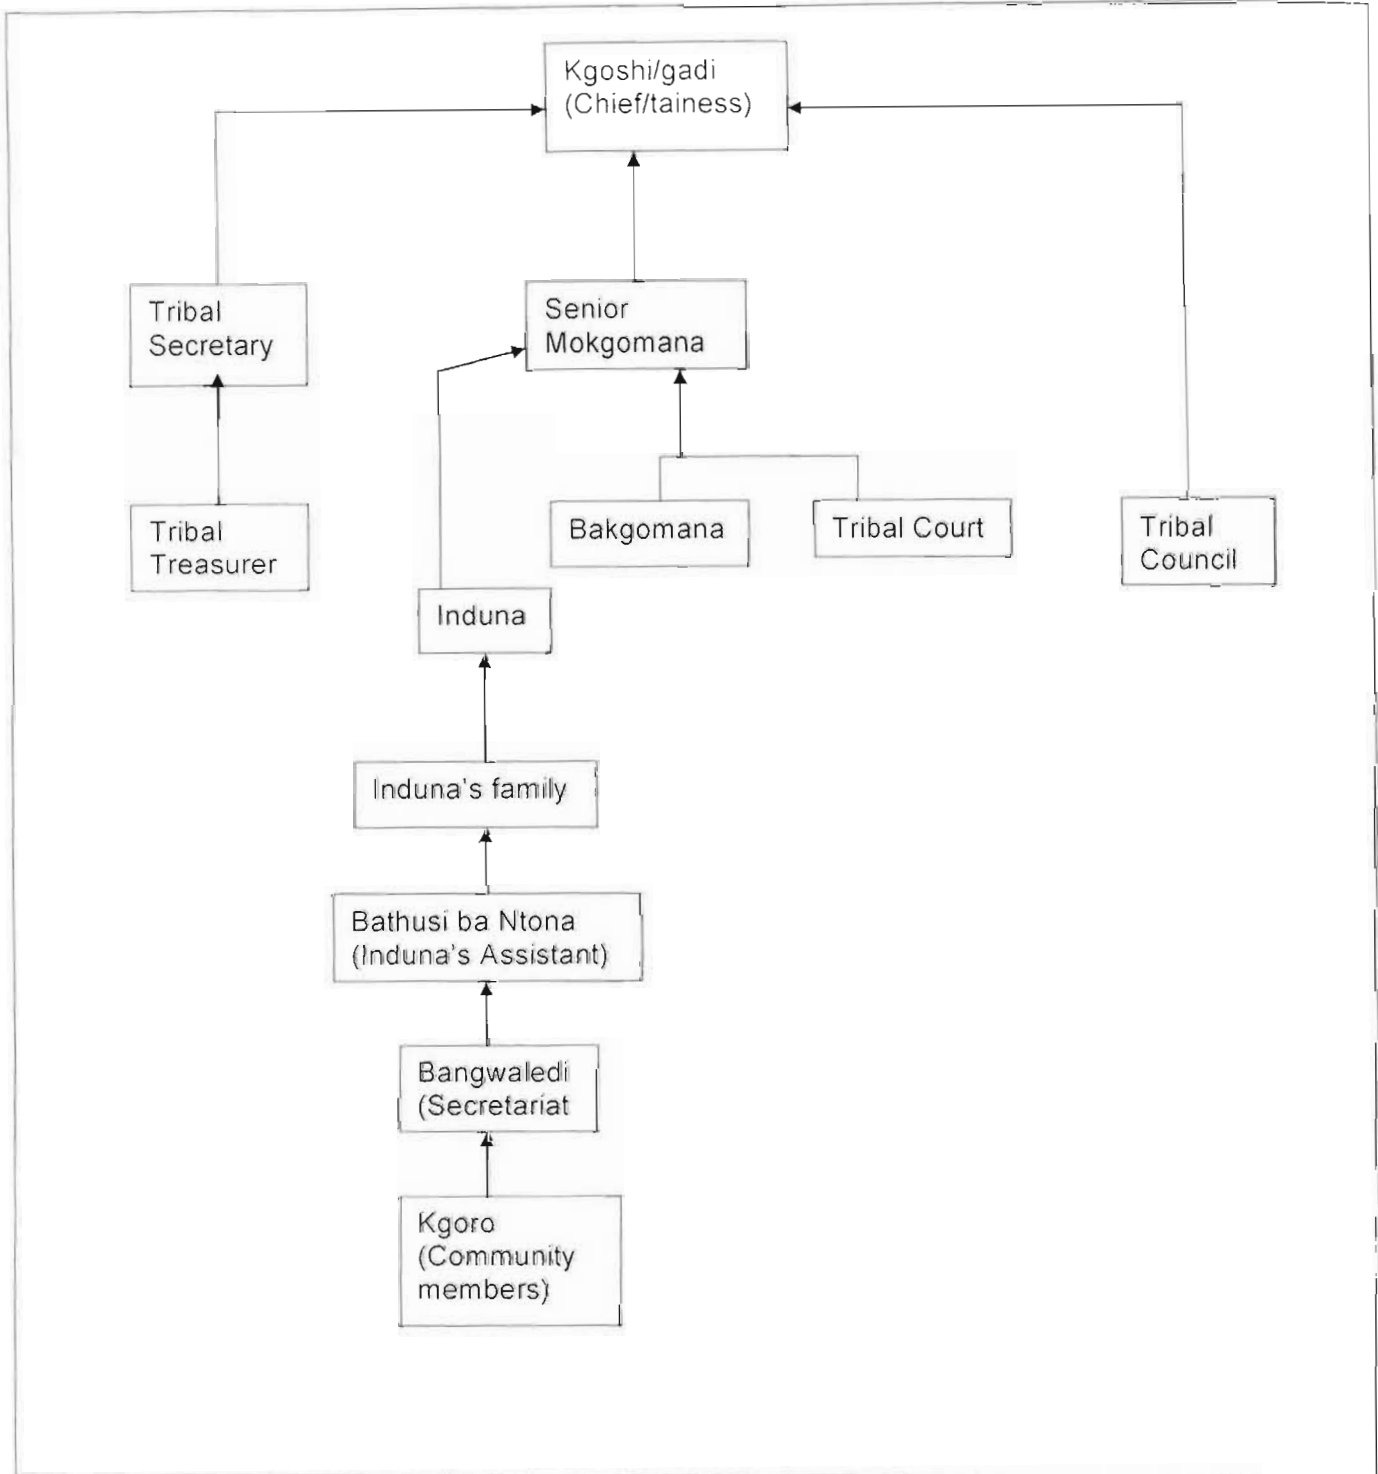 Kgoshi/gadi
(Chief/tainess)
Tribal
Secretary
Senior
Mokgomana
Tribal
Treasurer
Bakgomana
Tribal Court
Tribal
Council
Induna
Induna's family
Bathusi ba Ntona
(Induna's Assistant)
Bangwaledi
(Secretariat
Kgoro
(Community
members)